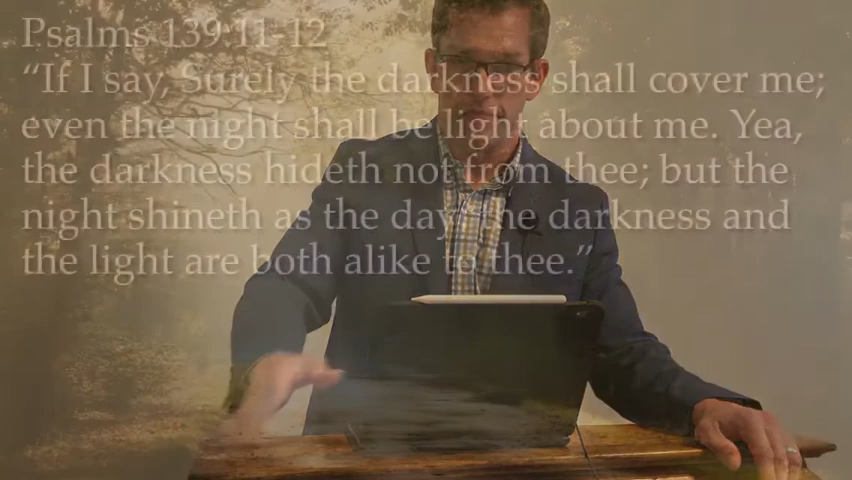 Psalms 139:11-12
“If I say, Surely the darkness shall cover me;
even the night shall be light about me. Yea,
the darkness hideth not from thee; but the
night shineth as the day: the darkness and
the light are both alike to thee.”